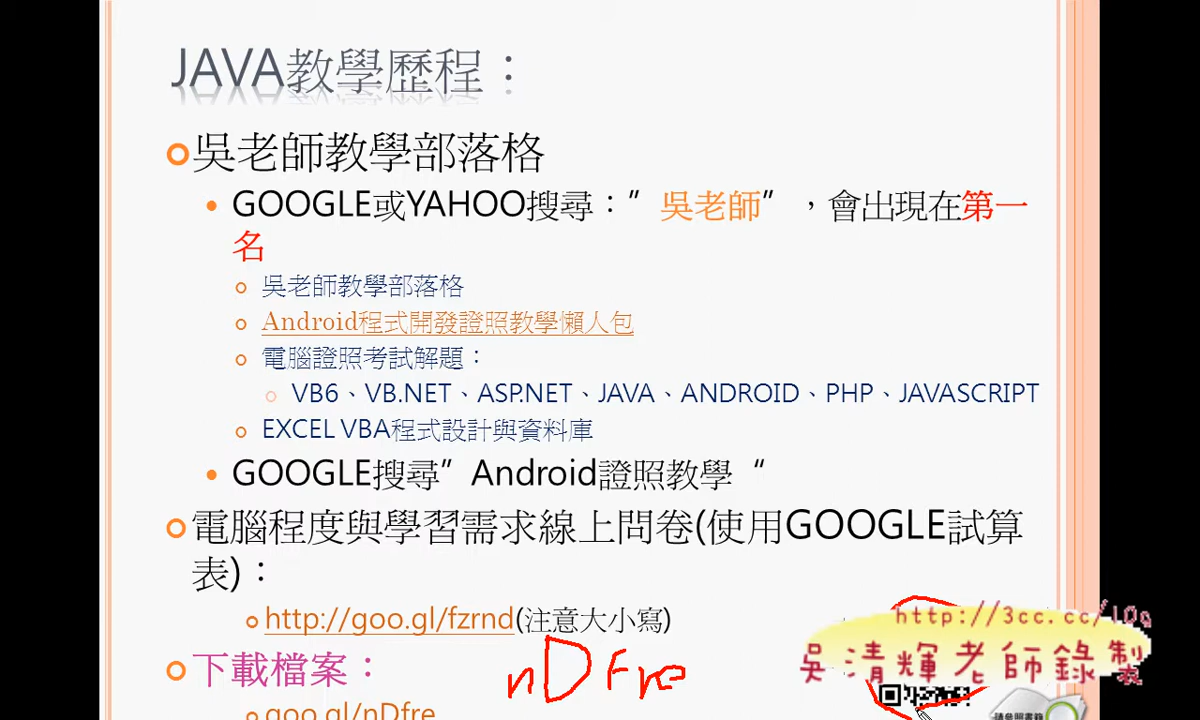 JAVA教學歷程：
吳老師教學部落格
GOOGLE或YAHOO搜尋：”吳老師”，會出現在第一
名
吳老師教學部落格
Android程式開發證照教學懶人包
電腦證照考試解題：
VB6、VB.NET、ASP.NET、JAVA、ANDROID、PHP、JAVASCRIPT
EXCEL VBA程式設計與資料庫
GOOGLE搜尋”Android證照教學“
電腦程度與學習需求線上問卷(使用GOOGLE試算
表)：
http://goo.gl/fzrnd(注意大小寫)
http://3cc.cc/10q
吳清輝老師錄製
下載檔案：
nDfre
goo.gl/nDfre